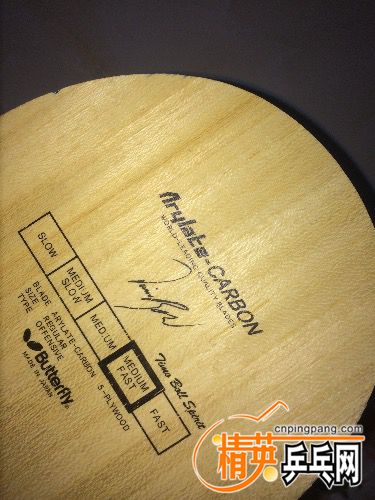 Arylate-CARBON
WORLD-LEADING QUALITY BLADES
Timo Boll Spirit
SLOW
MEDIUM SLOW
MEDIUM
MEDIUM FAST
FAST
BLADE ARYLATE-CARBON 5-PLYWOOD
SIZE REGULAR
TYPE OFFENSIVE
Butterfly
MADE IN JAPAN
cnpingpang.com
精英乒乓网